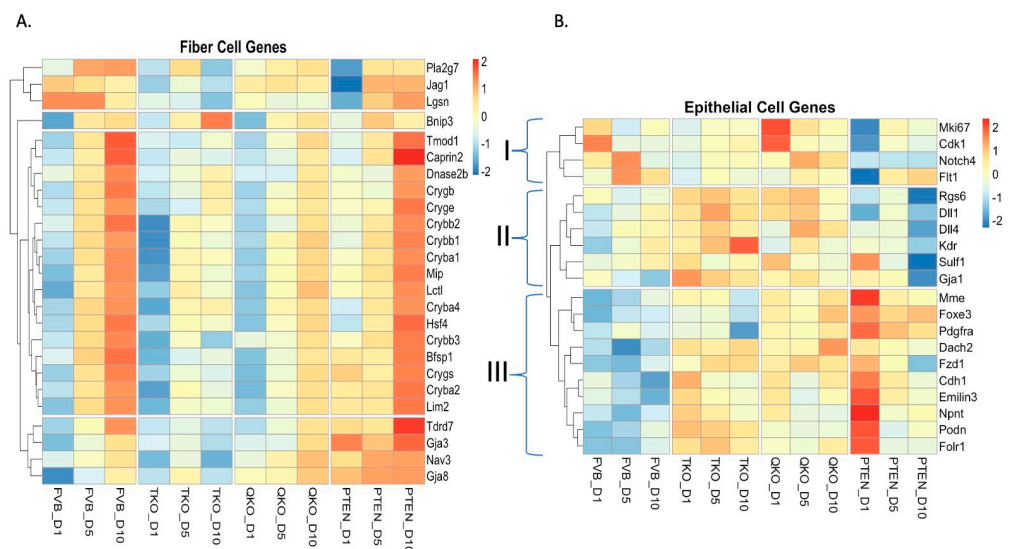 A.
B.
Fiber Cell Genes
Pla2g7
Jag1
Lgsn
Bnip3
Tmod1
Caprin2
Dnase2b
Crygb
Cryge
Crybb2
Crybb1
Cryba1
Mip
Lctl
Cryba4
Hsf4
Crybb3
Bfsp1
Crygs
Cryba2
Lim2
Tdrd7
Gja3
Nav3
Gja8
2
1
0
-1
-2
FVB_D1
FVB_D5
FVB_D10
TKO_D1
TKO_D5
TKO_D10
QKO_D1
QKO_D5
QKO_D10
PTEN_D1
PTEN_D5
PTEN_D10
I
II
III
Epithelial Cell Genes
Mki67
Cdk1
Notch4
Flt1
Rgs6
Dll1
Dll4
Kdr
Sulf1
Gja1
Mme
Foxe3
Pdgfra
Dach2
Fzd1
Cdh1
Emilin3
Npnt
Podn
Folr1
2
1
0
-1
-2
FVB_D1
FVB_D5
FVB_D10
TKO_D1
TKO_D5
TKO_D10
QKO_D1
QKO_D5
QKO_D10
PTEN_D1
PTEN_D5
PTEN_D10